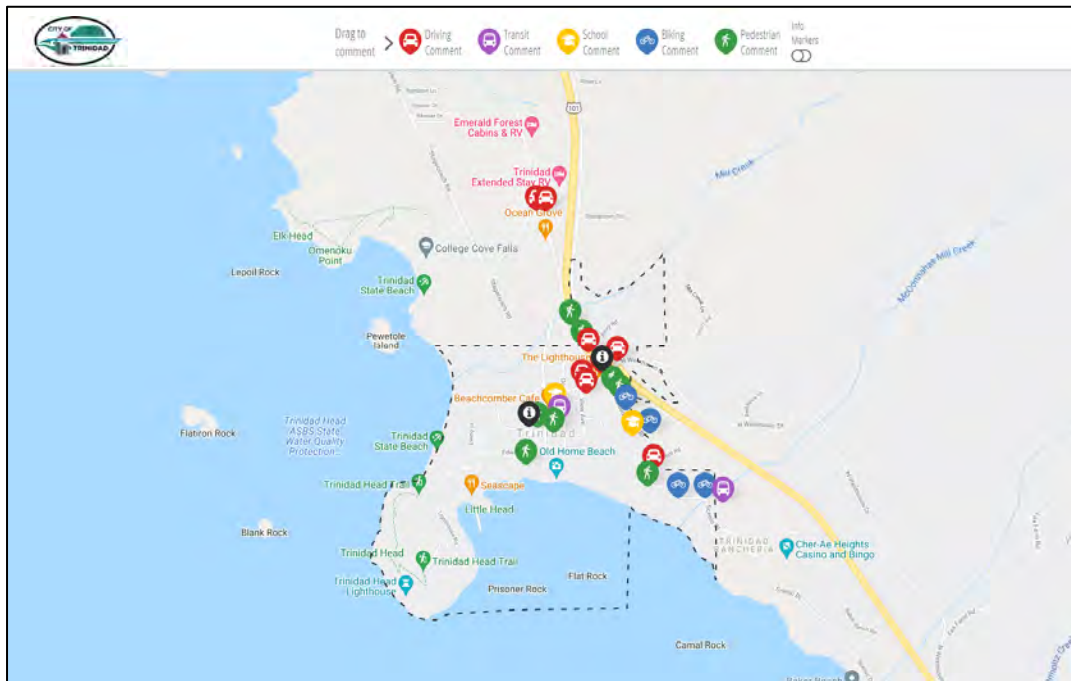 CITY OF
TRINIDAD
Drag to
comment
Driving
Comment
Transit
Comment
School
Comment
Biking
Comment
Pedestrian
Comment
Info
Markers
101
Emerald Forest
Cabins & RV
Trinidad
Extended Stay RV
Ocean Grove
Mill Creek
McDonnahas Mill Creek
College Cove Falls
Elk Head
Omenoku
Point
Lepoil Rock
Trinidad
State Beach
Pewetole
Island
The Lighthouse
Beachcomber Cafe
Trinidad
Flatiron Rock
Trinidad Head
ASBS State
Water Quality
Protection...
Trinidad
State Beach
Old Home Beach
Trinidad Head Trail
Seascape
Little Head
Blank Rock
TRINIDAD
RANCHERIA
Cher-Ae Heights
Casino and Bingo
Trinidad Head
Trinidad Head Trail
Flat Rock
Trinidad Head
Lighthouse
Prisoner Rock
Camal Rock